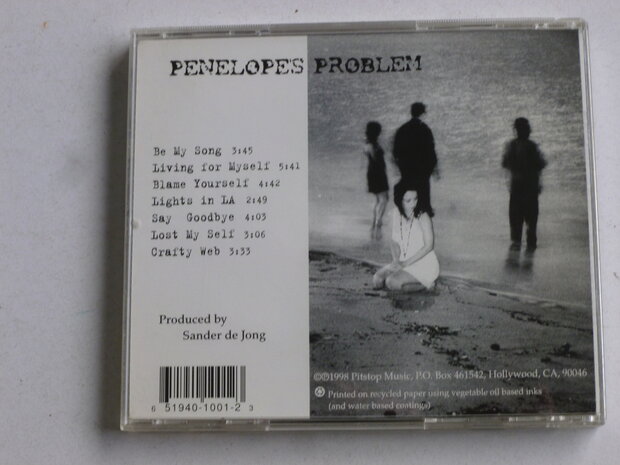 PENELOPES PROBLEM
Be My Song 3:45
Living for Myself 5:41
Blame Yourself 4:42
Lights in LA 2:49
Say Goodbye 4:03
Lost My Self 3:06
Crafty Web 3:33
Produced by
Sander de Jong
6 51940-1001-2 3
©℗1998 Pitstop Music, P.O. Box 461542, Hollywood, CA, 90046
Printed on recycled paper using vegetable oil based inks
(and water based coatings)